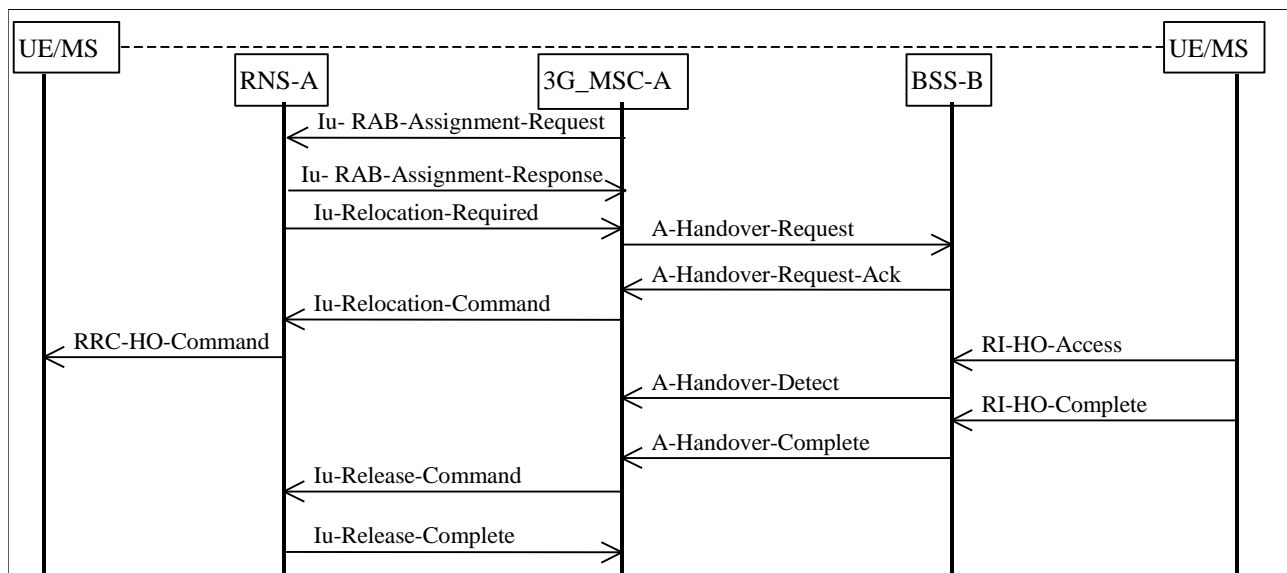 UE/MS
UE/MS
RNS-A
3G_MSC-A
BSS-B
Iu- RAB-Assignment-Request
Iu- RAB-Assignment-Response
Iu-Relocation-Required
A-Handover-Request
A-Handover-Request-Ack
Iu-Relocation-Command
RRC-HO-Command
RI-HO-Access
A-Handover-Detect
RI-HO-Complete
A-Handover-Complete
Iu-Release-Command
Iu-Release-Complete